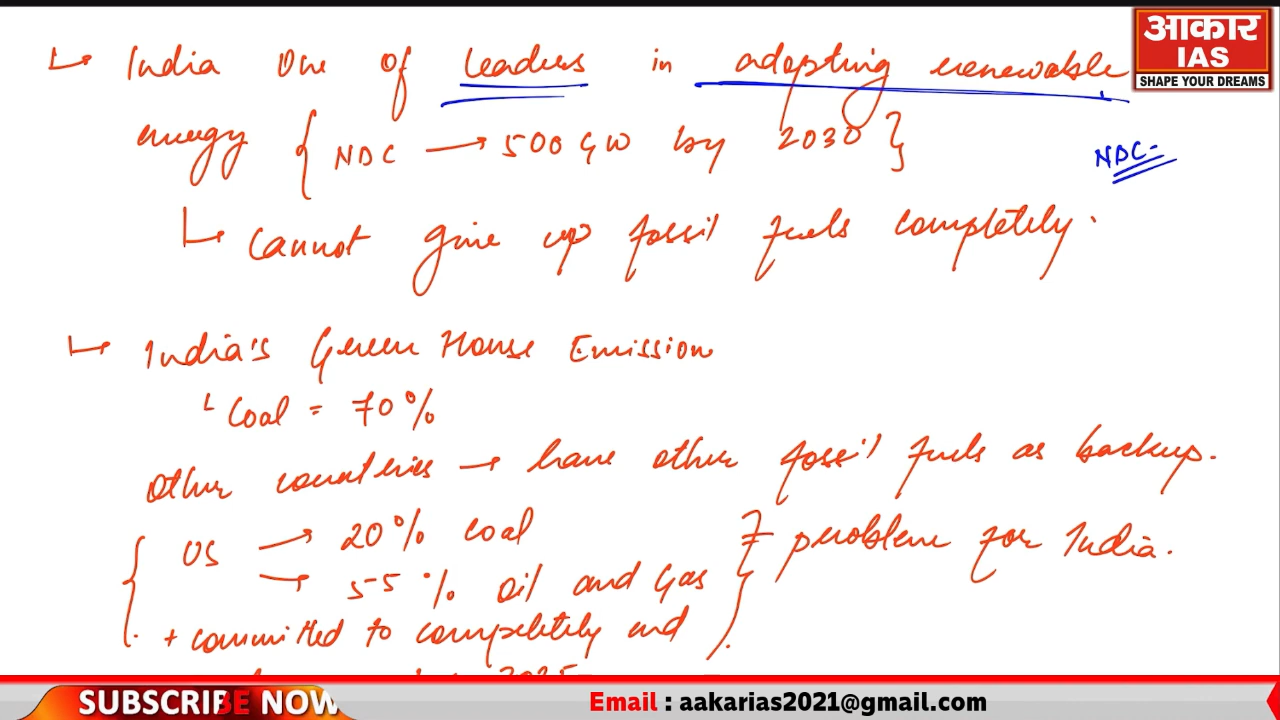 आकार
IAS
SHAPE YOUR DREAMS
↳ India one of leaders in adopting renewable
energy { NDC → 500 GW by 2030 }
NDC-
↳ cannot give up fossil fuels completely.
↳ India's Green House Emission
↳ Coal = 70%
other countries → have other fossil fuels as backup.
{ US → 20% coal
→ 55% oil and Gas
+ committed to completely end
} problem for India.
2035
SUBSCRIBE NOW
Email : aakarias2021@gmail.com